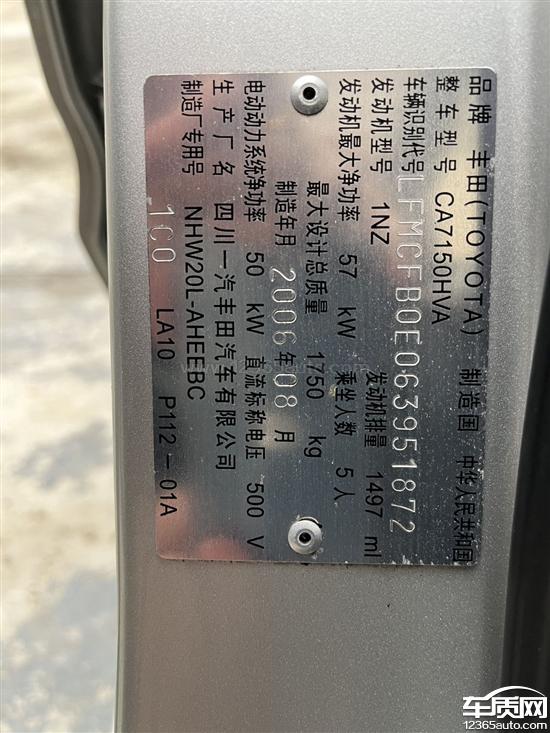 品牌 丰田(TOYOTA) 制造国 中华人民共和国
整车型号 CA7150HVA
车辆识别代号 LFMCFB0E063951872
发动机型号 1NZ 发动机排量 1497 ml
发动机最大净功率 57 kW 乘坐人数 5人
最大设计总质量 1750 kg
制造年月 2006年08月
电动动力系统净功率 50 kW 直流标称电压 500 V
生产厂名 四川一汽丰田汽车有限公司
制造厂专用号 NHW20L-AHEEBC
1C0 LA10 P112-01A
车质网
12365auto.com